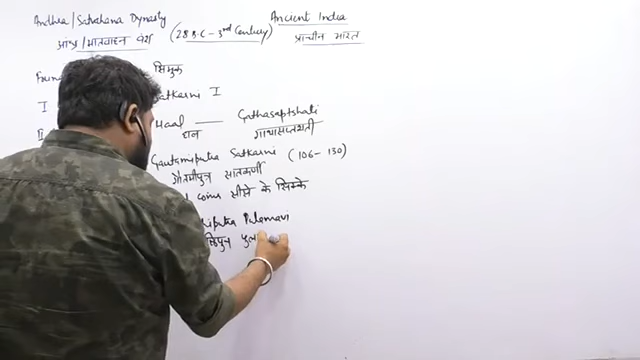 Andhra/Satvahana Dynasty (28 B.C - 3rd Century) Ancient India
आंध्र/सातवाहन वंश प्राचीन भारत
सिमुक
I Satkarni I
Haal — Gathasaptshati
हाल गाथासप्तशती
Gautamiputra Satkarni (106-130)
गौतमीपुत्र सातकर्णी
coins सीसे के सिक्के
Pulamavi